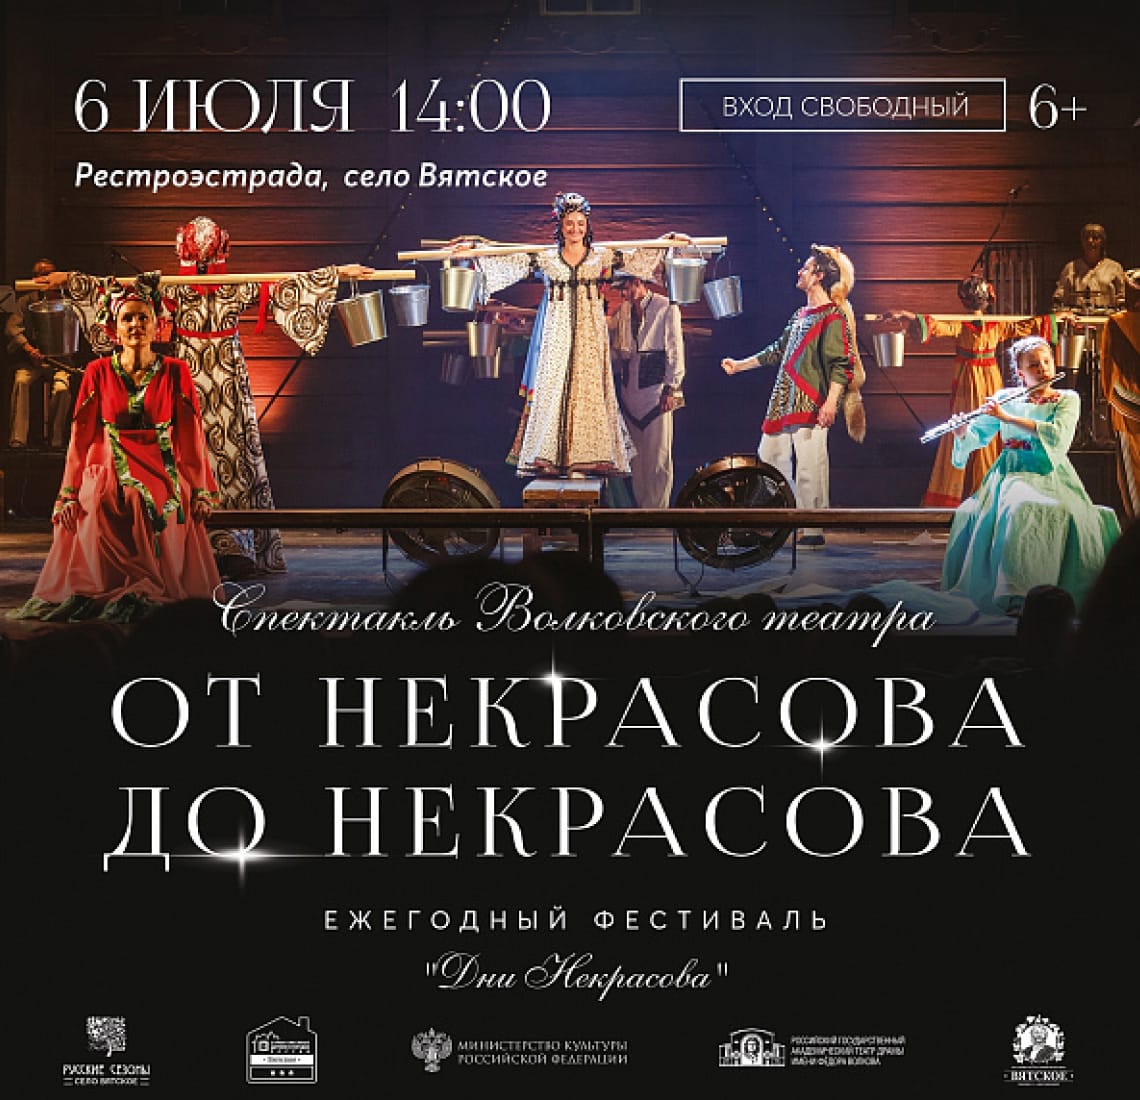 6 ИЮЛЯ 14:00
ВХОД СВОБОДНЫЙ 6+
Рестроэстрада, село Вятское
Спектакль Волковского театра
ОТ НЕКРАСОВА
ДО НЕКРАСОВА
ЕЖЕГОДНЫЙ ФЕСТИВАЛЬ
"Дни Некрасова"
РУССКИЕ СЕЗОНЫ
СЕЛО ВЯТСКОЕ
МИНИСТЕРСТВО КУЛЬТУРЫ
РОССИЙСКОЙ ФЕДЕРАЦИИ
РОССИЙСКИЙ ГОСУДАРСТВЕННЫЙ
АКАДЕМИЧЕСКИЙ ТЕАТР ДРАМЫ
ИМЕНИ ФЁДОРА ВОЛКОВА
ВЯТСКОЕ